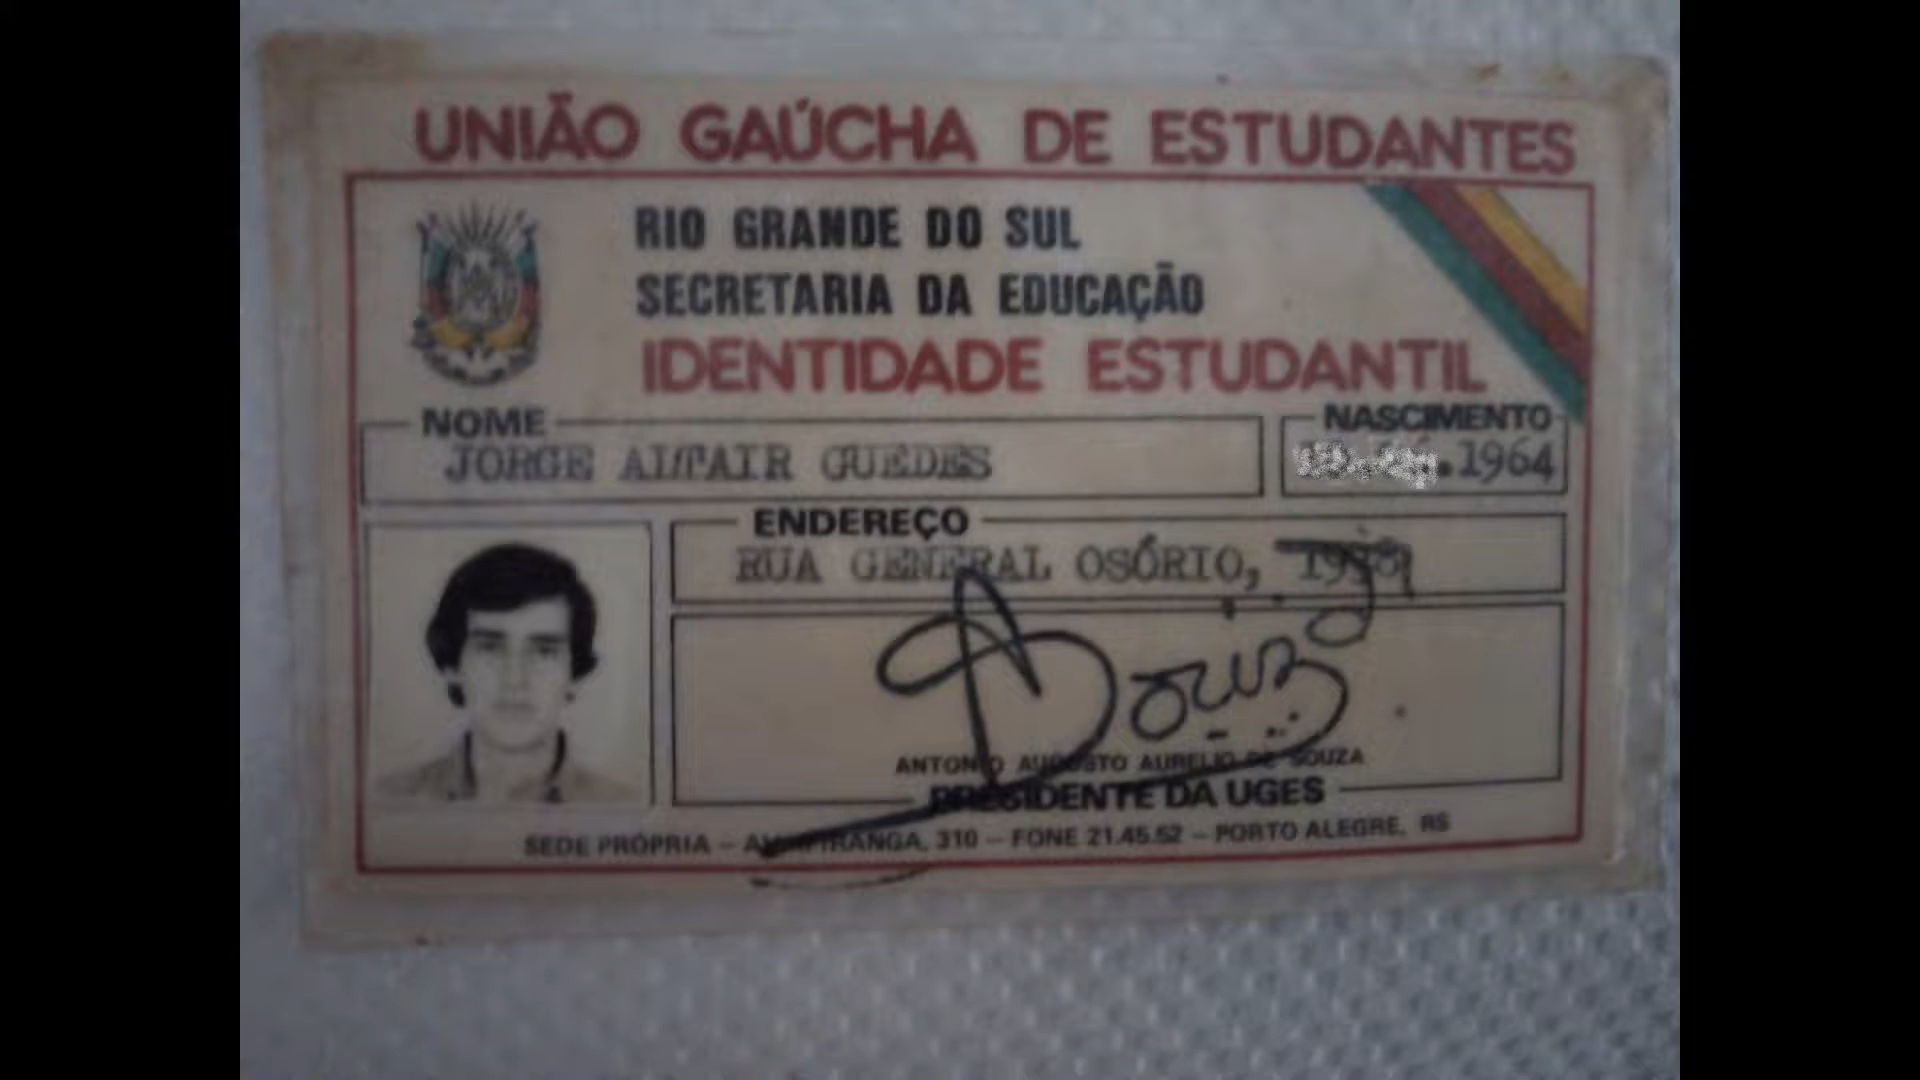 UNIÃO GAÚCHA DE ESTUDANTES
RIO GRANDE DO SUL
SECRETARIA DA EDUCAÇÃO
IDENTIDADE ESTUDANTIL
NOME
JORGE ALTAIR GUEDES
NASCIMENTO
.1964
ENDEREÇO
RUA GENERAL OSÓRIO,
ANTONIO AUGUSTO AURELIO DE SOUZA
PRESIDENTE DA UGES
SEDE PRÓPRIA — AV. IPIRANGA, 310 — FONE 21.45.52 — PORTO ALEGRE, RS